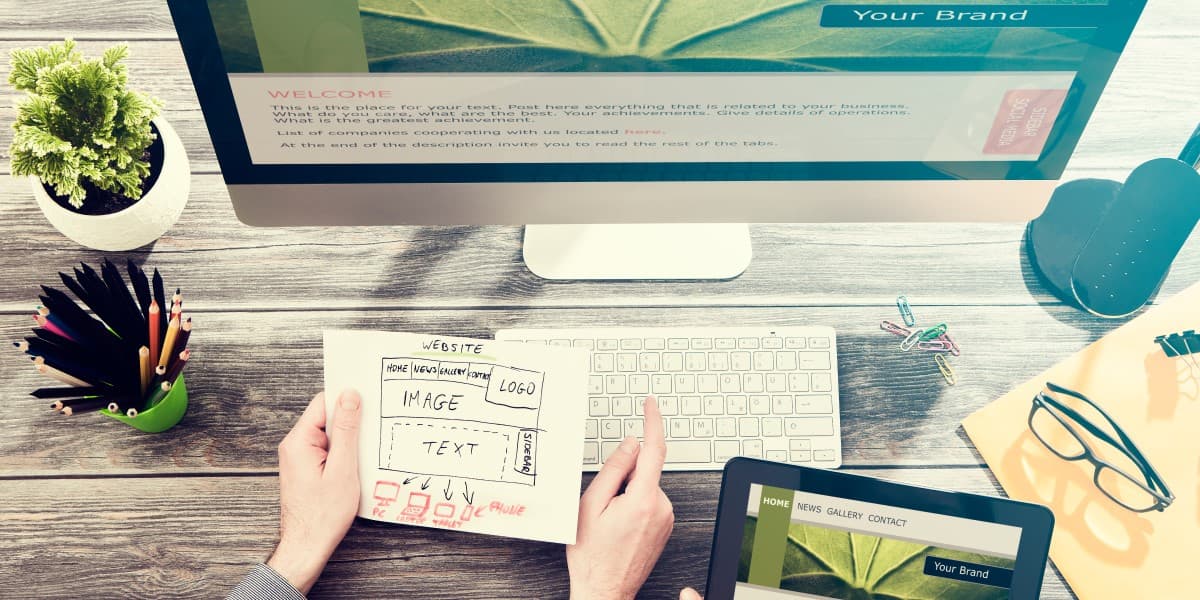 Your Brand
WELCOME
This is the place for your text. Post here everything that is related to your business.
What do you care, what are the best. Your achievements. Give details of operations.
What is the greatest achievement.
List of companies cooperating with us located here.
At the end of the description invite you to read the rest of the tabs.
SIDEBAR
SOCIAL MEDIA
WEBSITE
HOME NEWS GALLERY CONTACT
LOGO
IMAGE
TEXT
SIDEBAR
PC
TABLET
PHONE
HOME NEWS GALLERY CONTACT
Your Brand